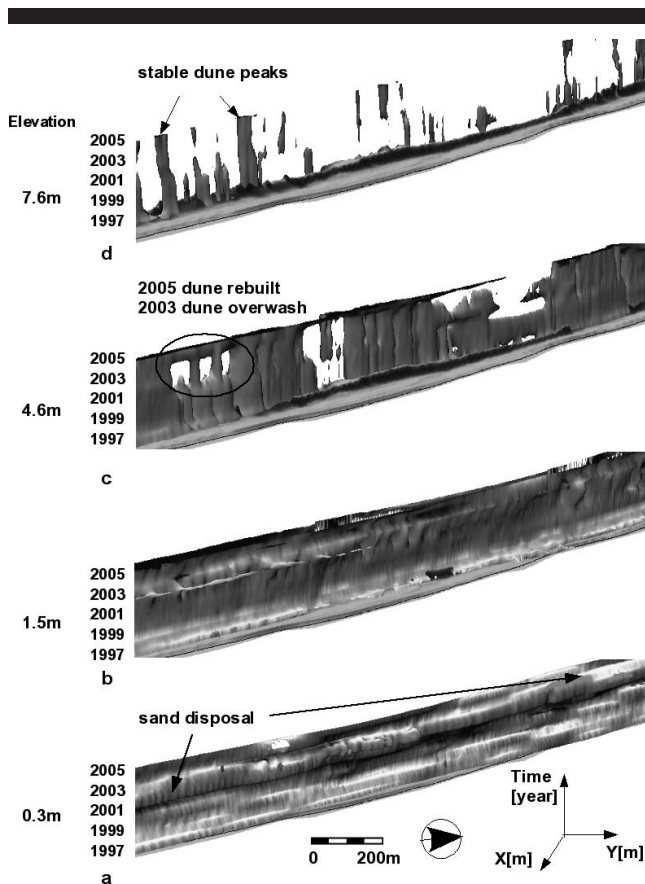 stable dune peaks
Elevation
2005
2003
2001
7.6m
1999
1997
d
2005 dune rebuilt
2003 dune overwash
2005
2003
4.6m
2001
1999
1997
c
2005
2003
2001
1.5m
1999
1997
b
sand disposal
2005
2003
0.3m
2001
1999
1997
a
0 200m
Time
[year]
X[m]
Y[m]